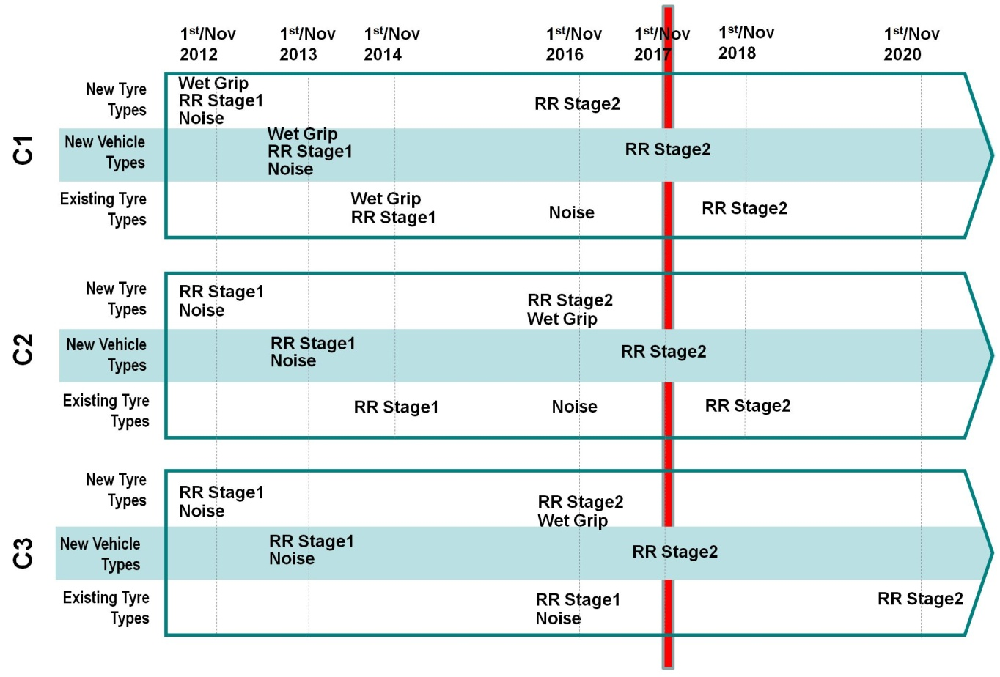 1st/Nov 2012
1st/Nov 2013
1st/Nov 2014
1st/Nov 2016
1st/Nov 2017
1st/Nov 2018
1st/Nov 2020
C1
New Tyre
Types
Wet Grip
RR Stage1
Noise
RR Stage2
New Vehicle
Types
Wet Grip
RR Stage1
Noise
RR Stage2
Existing Tyre
Types
Wet Grip
RR Stage1
Noise
RR Stage2
C2
New Tyre
Types
RR Stage1
Noise
RR Stage2
Wet Grip
New Vehicle
Types
RR Stage1
Noise
RR Stage2
Existing Tyre
Types
RR Stage1
Noise
RR Stage2
C3
New Tyre
Types
RR Stage1
Noise
RR Stage2
Wet Grip
New Vehicle
Types
RR Stage1
Noise
RR Stage2
Existing Tyre
Types
RR Stage1
Noise
RR Stage2